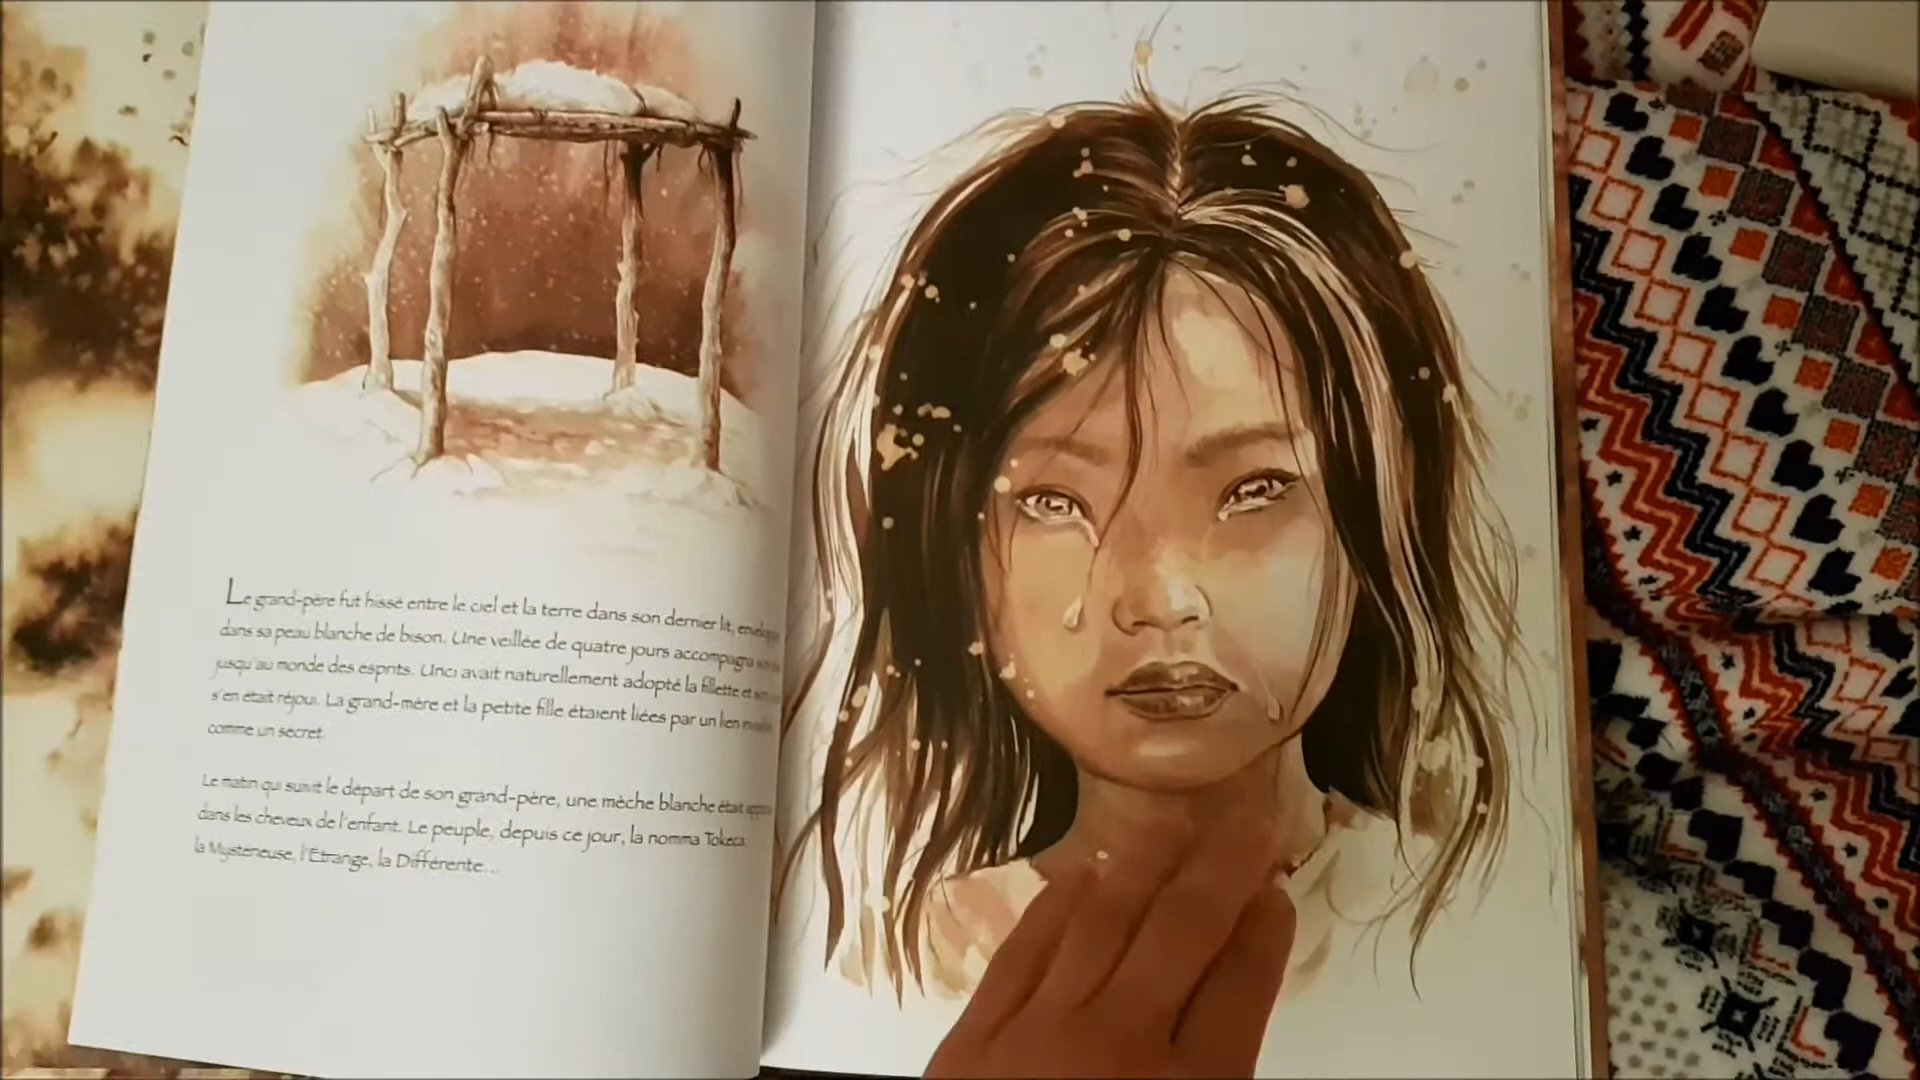 Le grand-père fut hissé entre le ciel et la terre dans son dernier lit,
dans sa peau blanche de bison. Une veillée de quatre jours accompagna
jusqu'au monde des esprits. Unci avait naturellement adopté la fillette et
s'en était réjoui. La grand-mère et la petite fille étaient liées par un lien
comme un secret.
Le matin qui suivit le départ de son grand-père, une mèche blanche était
dans les cheveux de l'enfant. Le peuple, depuis ce jour, la nomma Tokeca,
la Mystérieuse, l'Étrange, la Différente...